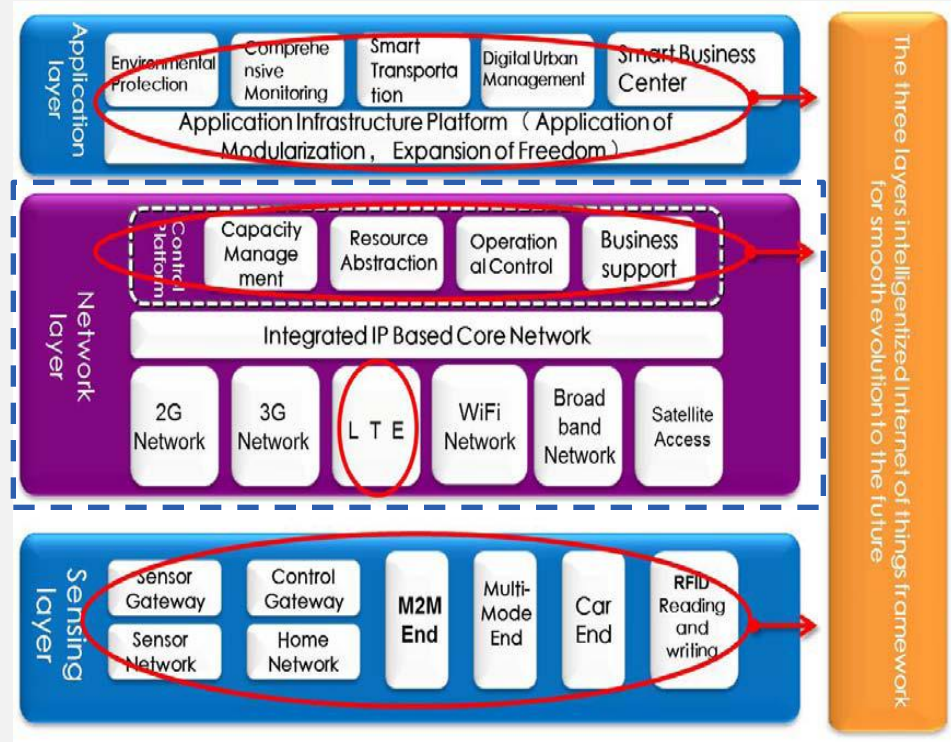 Application
layer
Environmental
Protection
Comprehe
nsive
Monitoring
Smart
Transporta
tion
Digital Urban
Management
Smart Business
Center
Application Infrastructure Platform ( Application of
Modularization , Expansion of Freedom )
Network
layer
Control
Platform
Capacity
Manage
ment
Resource
Abstraction
Operation
al Control
Business
support
Integrated IP Based Core Network
2G
Network
3G
Network
L T E
WiFi
Network
Broad
band
Network
Satellite
Access
Sensing
layer
Sensor
Gateway
Control
Gateway
Sensor
Network
Home
Network
M2M
End
Multi-
Mode
End
Car
End
RFID
Reading
and
writing
The three layers intelligentized Internet of things framework
for smooth evolution to the future